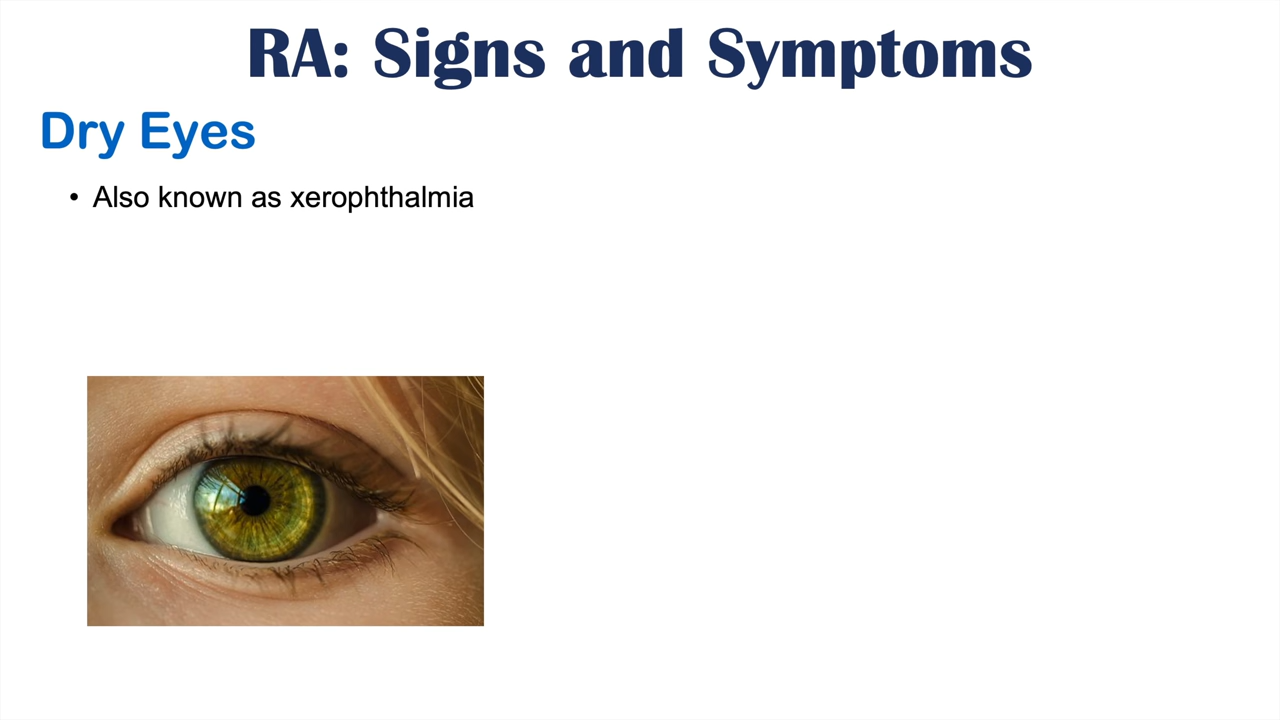 RA: Signs and Symptoms
Dry Eyes
• Also known as xerophthalmia